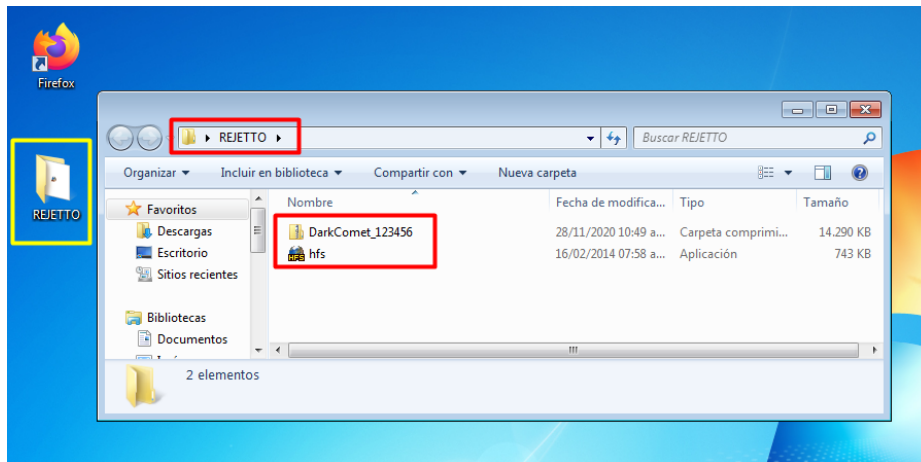 Firefox
REJETTO
REJETTO
Buscar REJETTO
Organizar
Incluir en biblioteca
Compartir con
Nueva carpeta
Favoritos
Descargas
Escritorio
Sitios recientes
Bibliotecas
Documentos
Nombre
Fecha de modifica...
Tipo
Tamaño
DarkComet_123456
28/11/2020 10:49 a...
Carpeta comprimi...
14.290 KB
HFS
hfs
16/02/2014 07:58 a...
Aplicación
743 KB
2 elementos